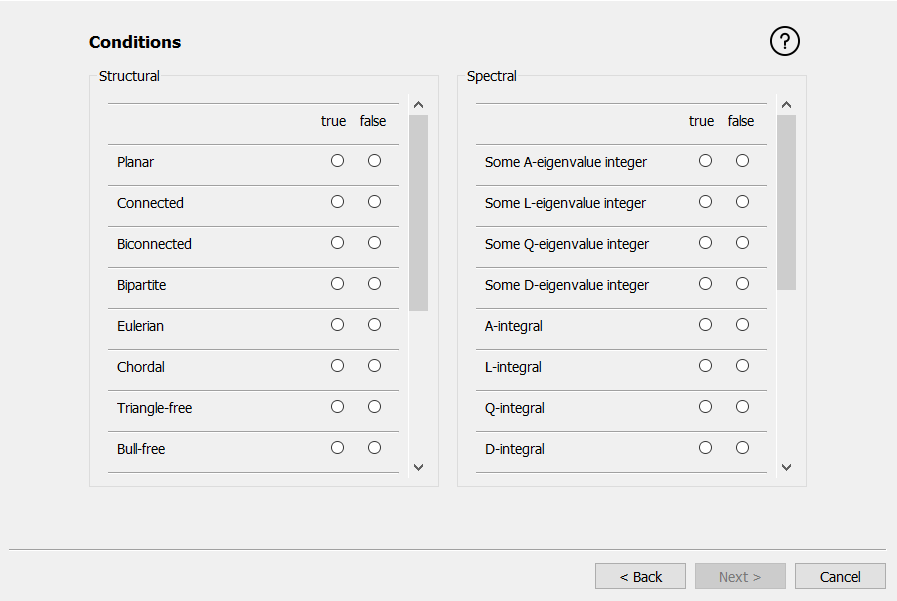 Conditions
?
Structural
true false
Planar
Connected
Biconnected
Bipartite
Eulerian
Chordal
Triangle-free
Bull-free
Spectral
true false
Some A-eigenvalue integer
Some L-eigenvalue integer
Some Q-eigenvalue integer
Some D-eigenvalue integer
A-integral
L-integral
Q-integral
D-integral
< Back
Next >
Cancel